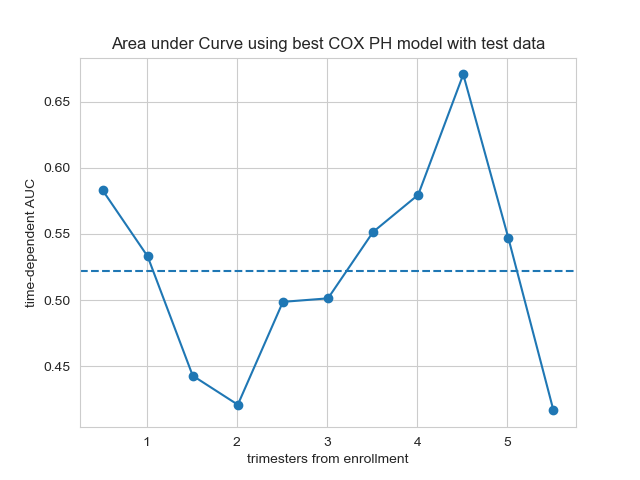 Area under Curve using best COX PH model with test data
time-dependent AUC
0.65
0.60
0.55
0.50
0.45
1 2 3 4 5
trimesters from enrollment